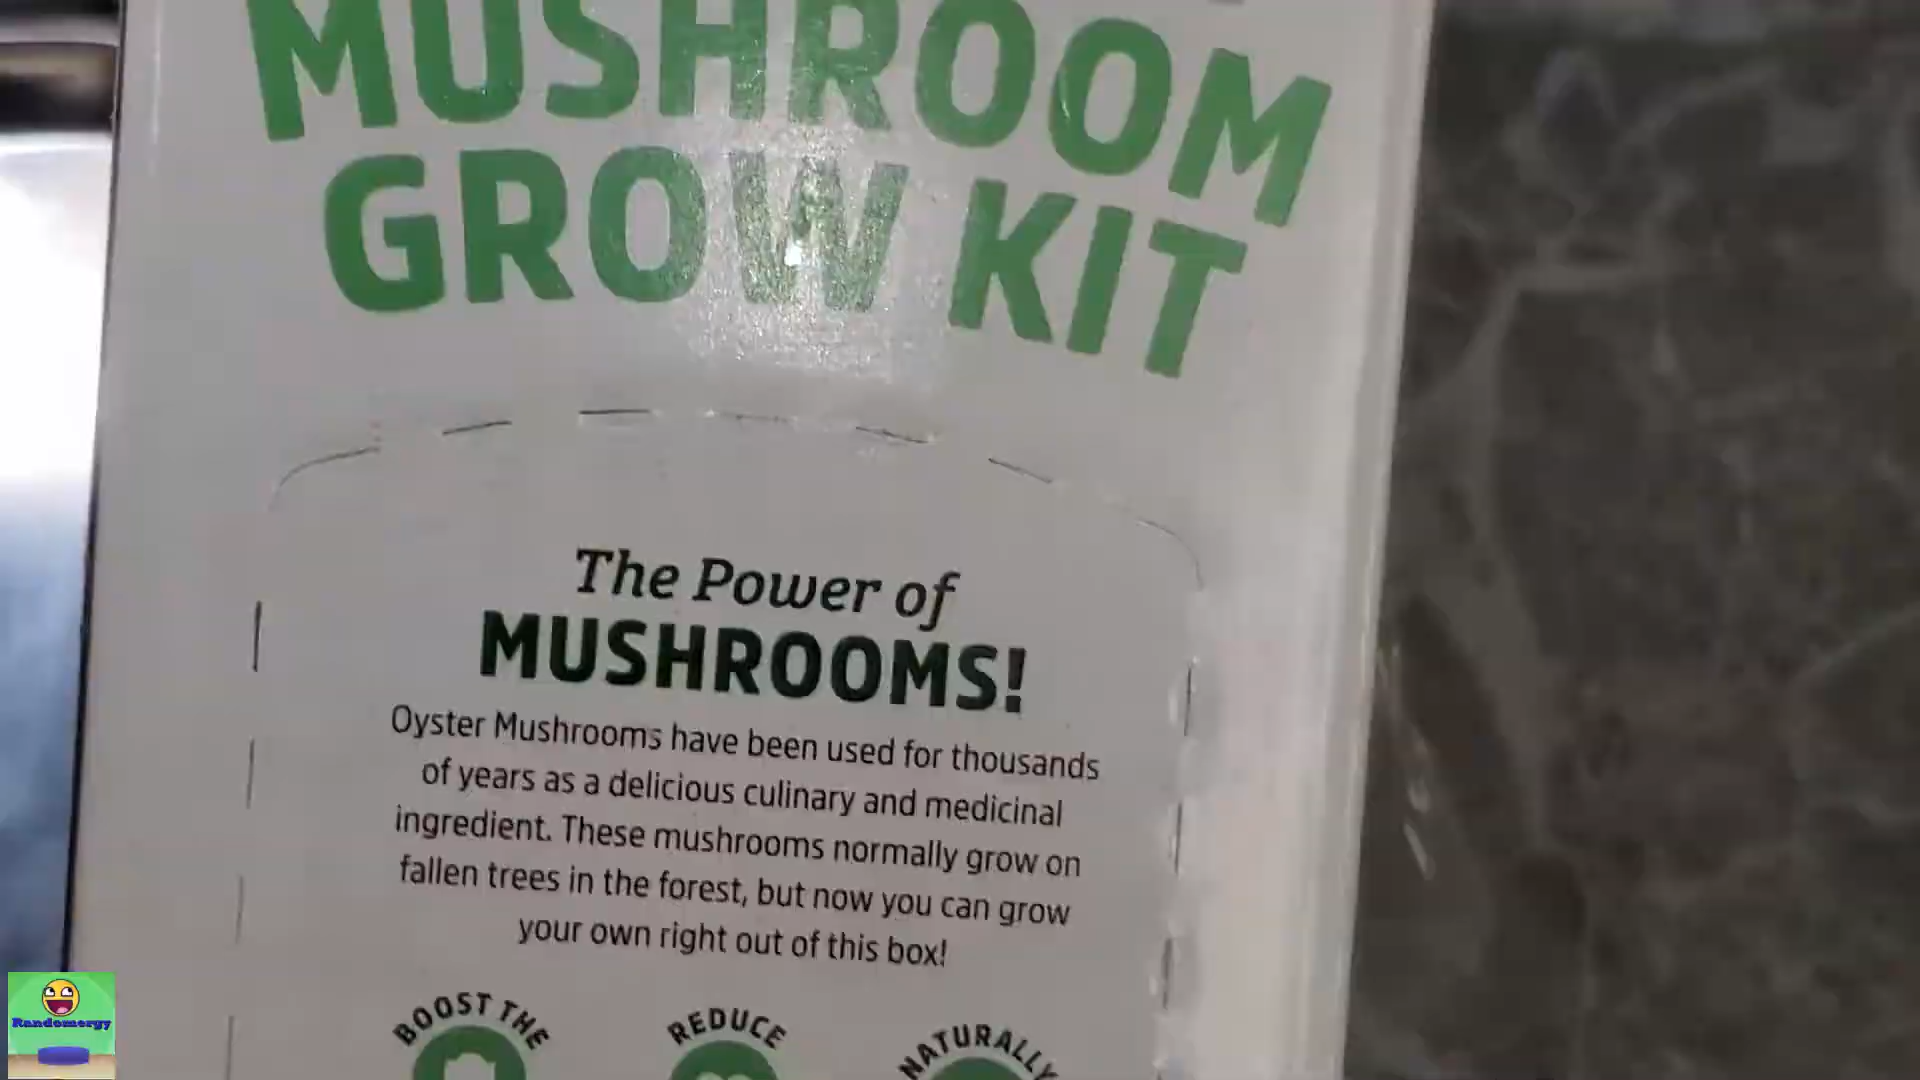 MUSHROOM
GROW KIT
The Power of
MUSHROOMS!
Oyster Mushrooms have been used for thousands
of years as a delicious culinary and medicinal
ingredient. These mushrooms normally grow on
fallen trees in the forest, but now you can grow
your own right out of this box!
BOOST THE
REDUCE
NATURALLY
Randomergy